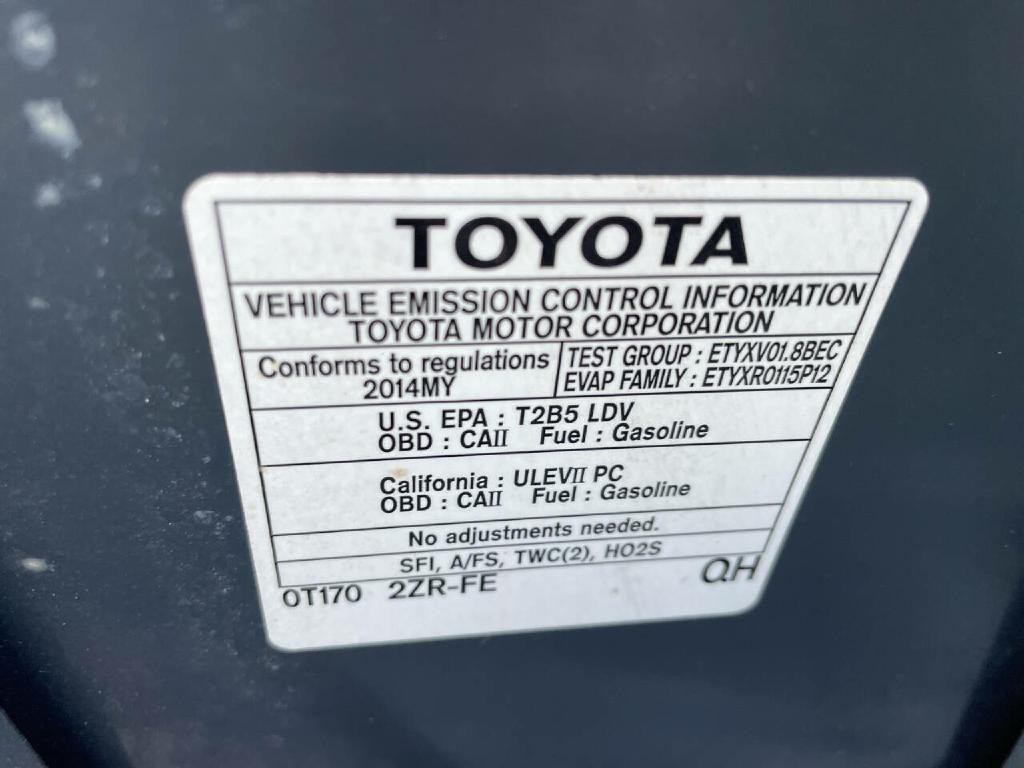 TOYOTA
VEHICLE EMISSION CONTROL INFORMATION
TOYOTA MOTOR CORPORATION
Conforms to regulations
2014MY
TEST GROUP : ETYXV01.8BEC
EVAP FAMILY : ETYXR0115P12
U.S. EPA : T2B5 LDV
OBD : CAII Fuel : Gasoline
California : ULEVII PC
OBD : CAII Fuel : Gasoline
No adjustments needed.
SFI, A/FS, TWC(2), HO2S
0T170 2ZR-FE QH